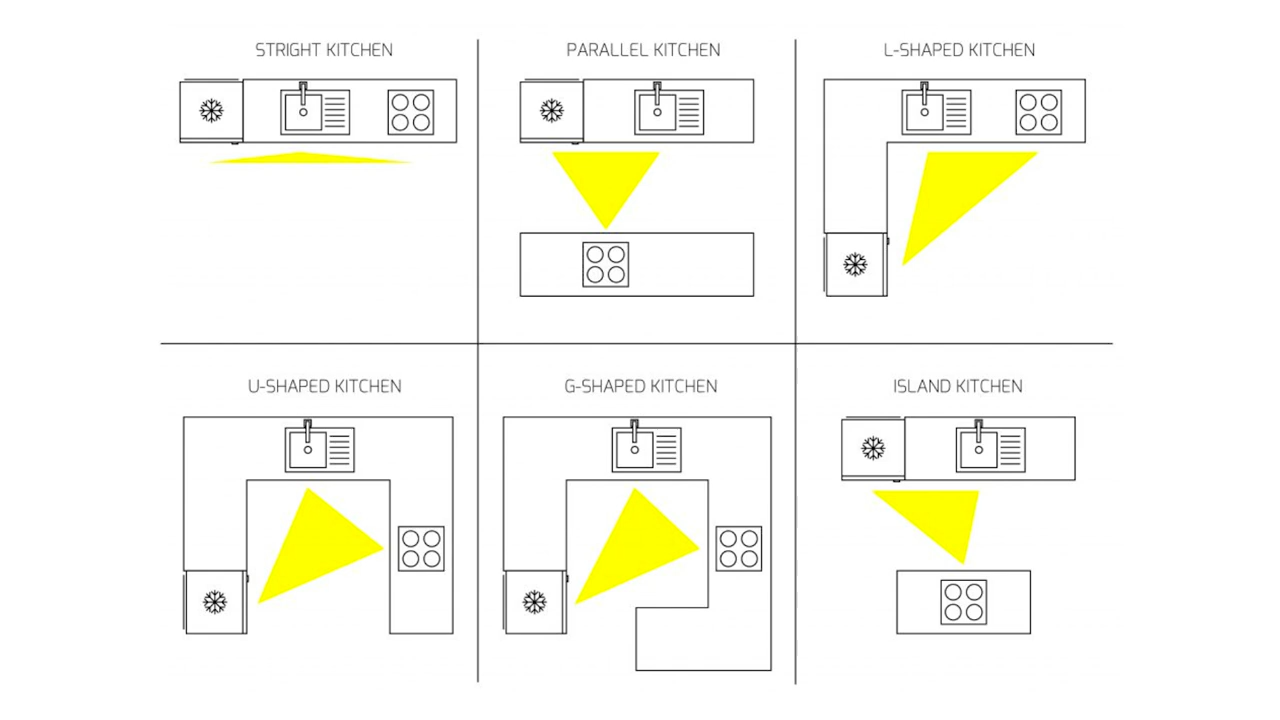 STRIGHT KITCHEN
PARALLEL KITCHEN
L-SHAPED KITCHEN
U-SHAPED KITCHEN
G-SHAPED KITCHEN
ISLAND KITCHEN